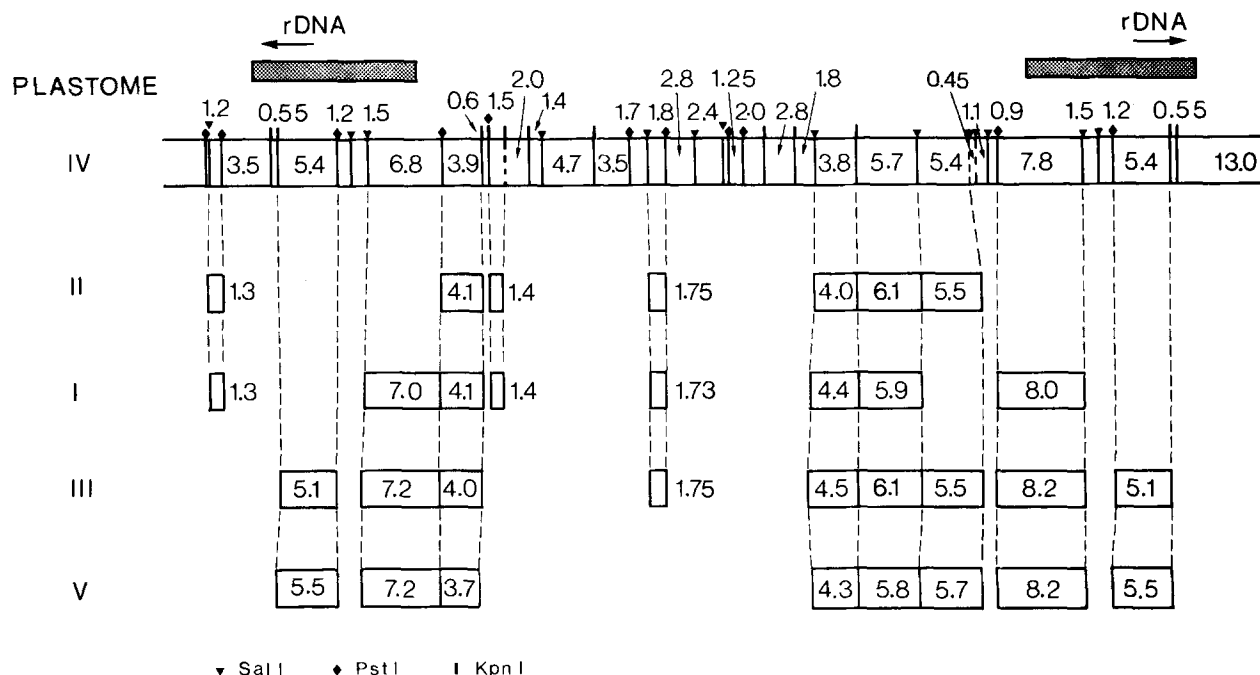 rDNA rDNA
PLASTOME
1.2 0.55 1.2 1.5 0.6 1.5 2.0 1.4 1.7 1.8 2.8 2.4 1.25 2.0 2.8 1.8 0.45 1.1 0.9 1.5 1.2 0.55
IV 3.5 5.4 6.8 3.9 4.7 3.5 3.8 5.7 5.4 7.8 5.4 13.0
II 1.3 4.1 1.4 1.75 4.0 6.1 5.5
I 1.3 7.0 4.1 1.4 1.73 4.4 5.9 8.0
III 5.1 7.2 4.0 1.75 4.5 6.1 5.5 8.2 5.1
V 5.5 7.2 3.7 4.3 5.8 5.7 8.2 5.5
Sal I Pst I Kpn I